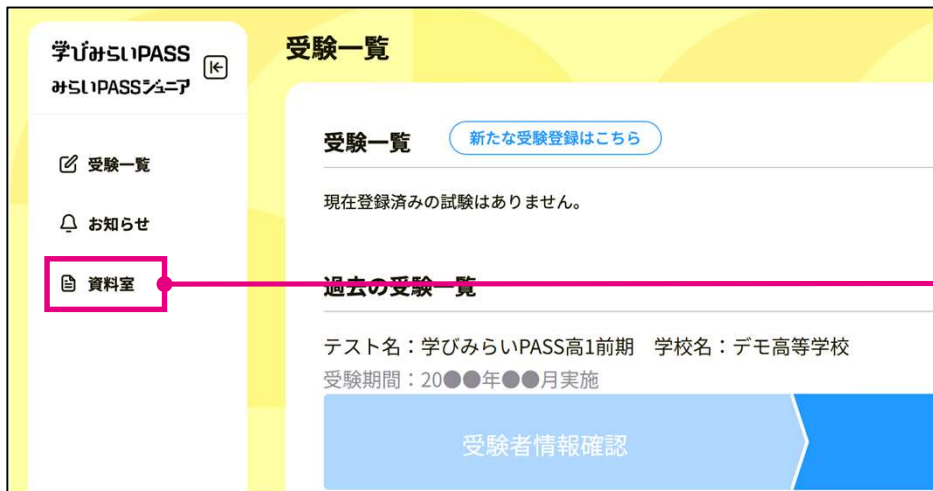 学びみらいPASS
みらいPASSジュニア
受験一覧
お知らせ
資料室
受験一覧
受験一覧 新たな受験登録はこちら
現在登録済みの試験はありません。
過去の受験一覧
テスト名：学びみらいPASS高1前期　学校名：デモ高等学校
受験期間：20●●年●●月実施
受験者情報確認